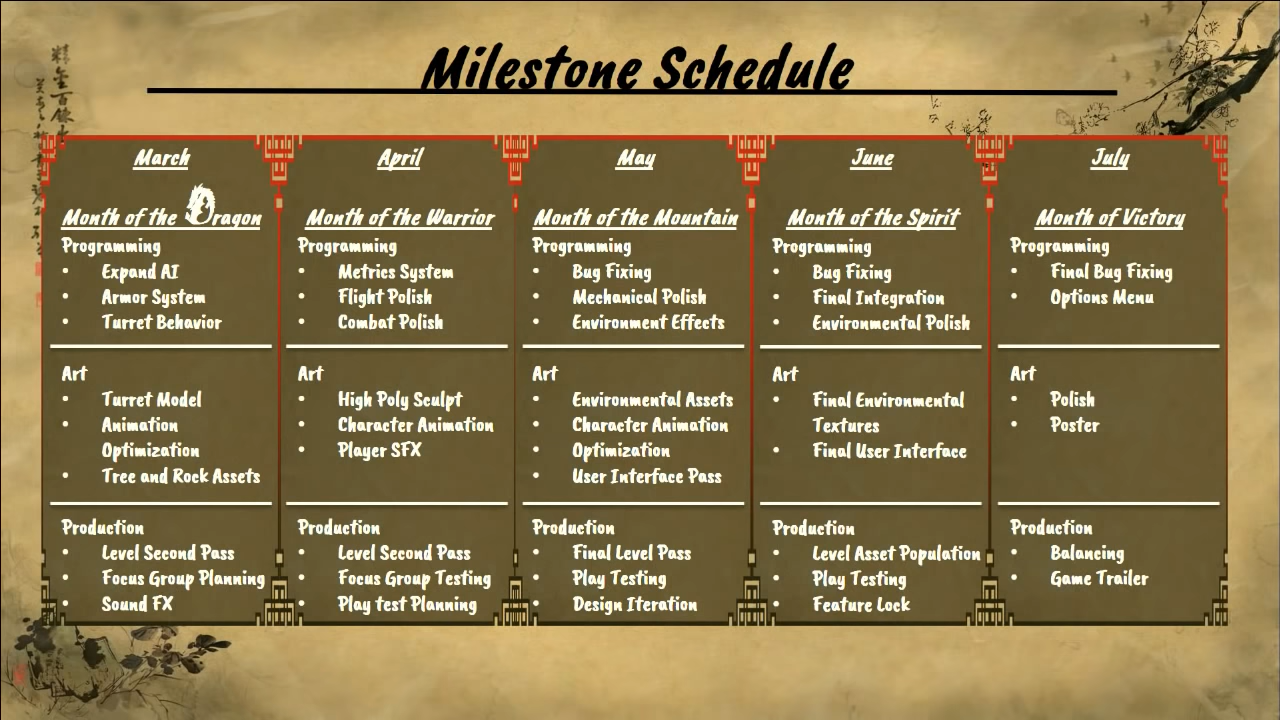 Milestone Schedule
March
Month of the Dragon
Programming
• Expand AI
• Armor System
• Turret Behavior
Art
• Turret Model
• Animation
Optimization
• Tree and Rock Assets
Production
• Level Second Pass
• Focus Group Planning
• Sound FX
April
Month of the Warrior
Programming
• Metrics System
• Flight Polish
• Combat Polish
Art
• High Poly Sculpt
• Character Animation
• Player SFX
Production
• Level Second Pass
• Focus Group Testing
• Play test Planning
May
Month of the Mountain
Programming
• Bug Fixing
• Mechanical Polish
• Environment Effects
Art
• Environmental Assets
• Character Animation
• Optimization
• User Interface Pass
Production
• Final Level Pass
• Play Testing
• Design Iteration
June
Month of the Spirit
Programming
• Bug Fixing
• Final Integration
• Environmental Polish
Art
• Final Environmental
Textures
• Final User Interface
Production
• Level Asset Population
• Play Testing
• Feature Lock
July
Month of Victory
Programming
• Final Bug Fixing
• Options Menu
Art
• Polish
• Poster
Production
• Balancing
• Game Trailer